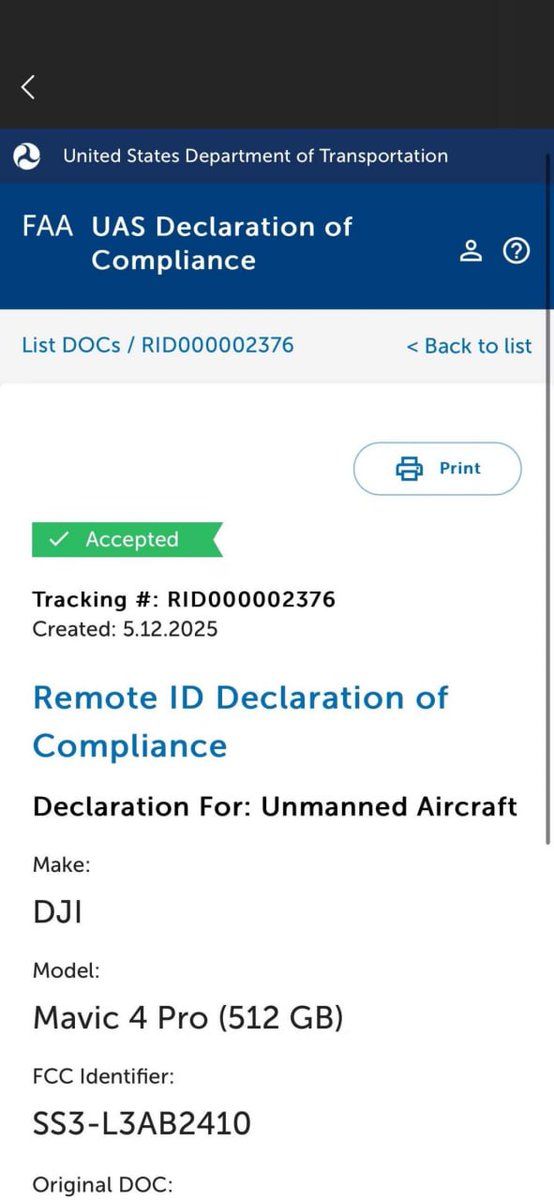 United States Department of Transportation
FAA UAS Declaration of
Compliance
List DOCs / RID000002376 < Back to list
Print
Accepted
Tracking #: RID000002376
Created: 5.12.2025
Remote ID Declaration of
Compliance
Declaration For: Unmanned Aircraft
Make:
DJI
Model:
Mavic 4 Pro (512 GB)
FCC Identifier:
SS3-L3AB2410
Original DOC: